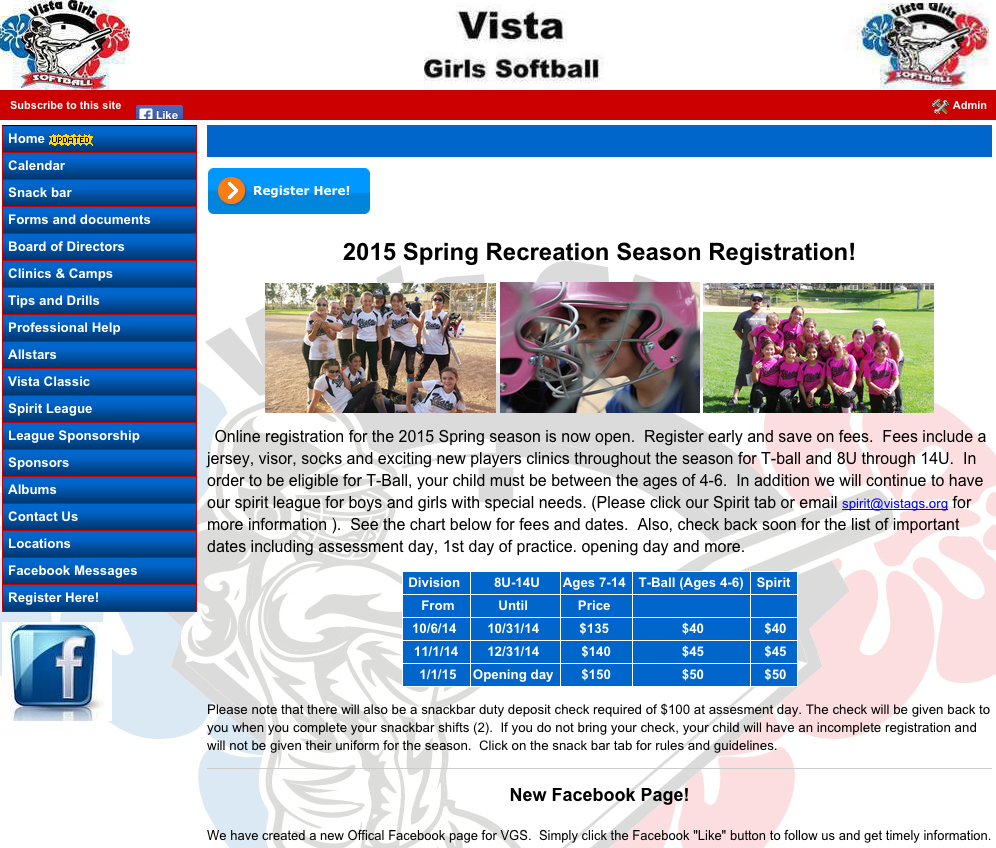 Vista Girls
SOFTBALL
Vista
Girls Softball
Vista Girls
SOFTBALL
Subscribe to this site
Like
Admin
Home UPDATED
Calendar
Snack bar
Forms and documents
Board of Directors
Clinics & Camps
Tips and Drills
Professional Help
Allstars
Vista Classic
Spirit League
League Sponsorship
Sponsors
Albums
Contact Us
Locations
Facebook Messages
Register Here!
Register Here!
2015 Spring Recreation Season Registration!
Online registration for the 2015 Spring season is now open.  Register early and save on fees.  Fees include a
jersey, visor, socks and exciting new players clinics throughout the season for T-ball and 8U through 14U.  In
order to be eligible for T-Ball, your child must be between the ages of 4-6.  In addition we will continue to have
our spirit league for boys and girls with special needs. (Please click our Spirit tab or email spirit@vistags.org for
more information ).  See the chart below for fees and dates.  Also, check back soon for the list of important
dates including assessment day, 1st day of practice. opening day and more.
Division 8U-14U Ages 7-14 T-Ball (Ages 4-6) Spirit
From Until Price
10/6/14 10/31/14 $135 $40 $40
11/1/14 12/31/14 $140 $45 $45
1/1/15 Opening day $150 $50 $50
Please note that there will also be a snackbar duty deposit check required of $100 at assesment day. The check will be given back to
you when you complete your snackbar shifts (2).  If you do not bring your check, your child will have an incomplete registration and
will not be given their uniform for the season.  Click on the snack bar tab for rules and guidelines.
New Facebook Page!
We have created a new Offical Facebook page for VGS.  Simply click the Facebook "Like" button to follow us and get timely information.